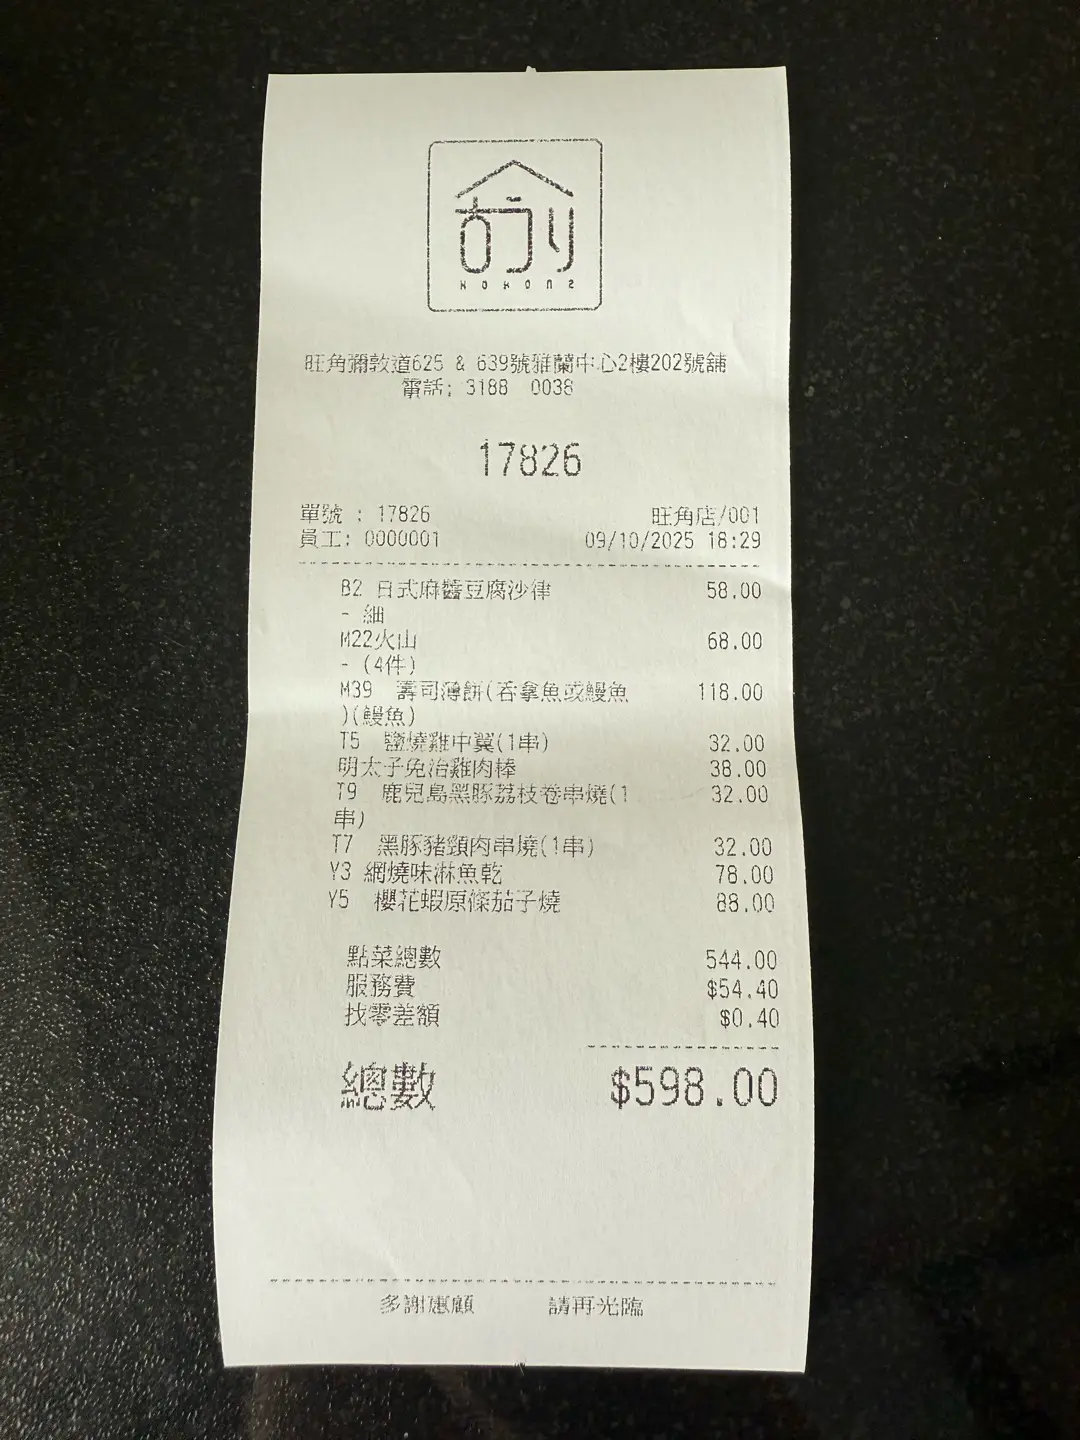 旺角彌敦道625 & 639號雅蘭中心2樓202號舖
電話: 3188 0038
17826
單號 : 17826 旺角店/001
員工: 0000001 09/10/2025 18:29
B2 日式麻醬豆腐沙律 58.00
- 細
M22火山 68.00
- (4件)
M39 壽司薄餅(吞拿魚或鰻魚 118.00
)(鰻魚)
T5 鹽燒雞中翼(1串) 32.00
明太子免治雞肉棒 38.00
T9 鹿兒島黑豚荔枝卷串燒(1 32.00
串)
T7 黑豚豬頸肉串燒(1串) 32.00
Y3 網燒味淋魚乾 78.00
Y5 櫻花蝦原條茄子燒 88.00
點菜總數 544.00
服務費 $54.40
找零差額 $0.40
總數 $598.00
多謝惠顧 請再光臨